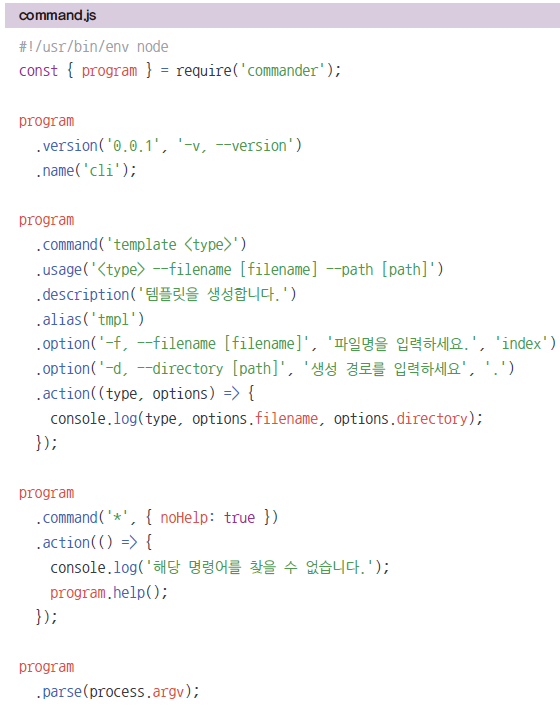 command.js
#!/usr/bin/env node
const { program } = require('commander');
program
.version('0.0.1', '-v, --version')
.name('cli');
program
.command('template <type>')
.usage('<type> --filename [filename] --path [path]')
.description('템플릿을 생성합니다.')
.alias('tmpl')
.option('-f, --filename [filename]', '파일명을 입력하세요.', 'index')
.option('-d, --directory [path]', '생성 경로를 입력하세요', '.')
.action((type, options) => {
console.log(type, options.filename, options.directory);
});
program
.command('*', { noHelp: true })
.action(() => {
console.log('해당 명령어를 찾을 수 없습니다.');
program.help();
});
program
.parse(process.argv);